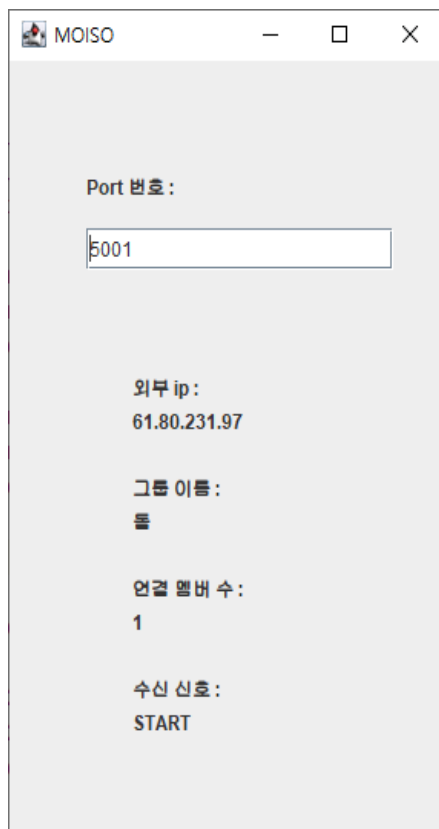 MOISO
Port 번호 :
5001
외부 ip :
61.80.231.97
그룹 이름 :
돌
연결 멤버 수 :
1
수신 신호 :
START